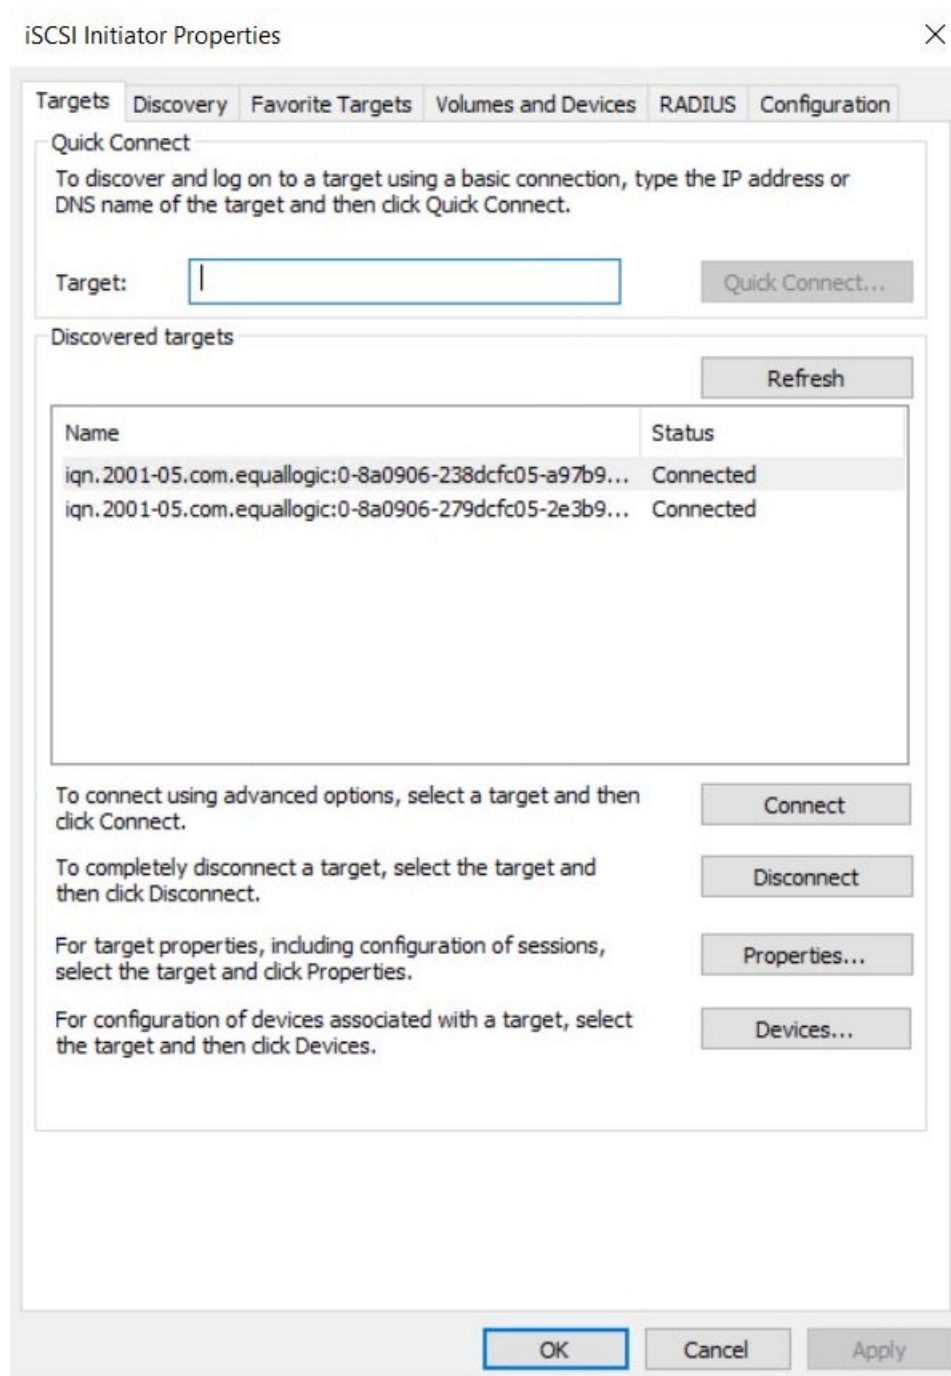 iSCSI Initiator Properties
Targets Discovery Favorite Targets Volumes and Devices RADIUS Configuration
Quick Connect
To discover and log on to a target using a basic connection, type the IP address or
DNS name of the target and then click Quick Connect.
Target:
Quick Connect...
Discovered targets
Refresh
Name Status
iqn.2001-05.com.equallogic:0-8a0906-238dcfc05-a97b9... Connected
iqn.2001-05.com.equallogic:0-8a0906-279dcfc05-2e3b9... Connected
To connect using advanced options, select a target and then
click Connect.
Connect
To completely disconnect a target, select the target and
then click Disconnect.
Disconnect
For target properties, including configuration of sessions,
select the target and click Properties.
Properties...
For configuration of devices associated with a target, select
the target and then click Devices.
Devices...
OK Cancel Apply